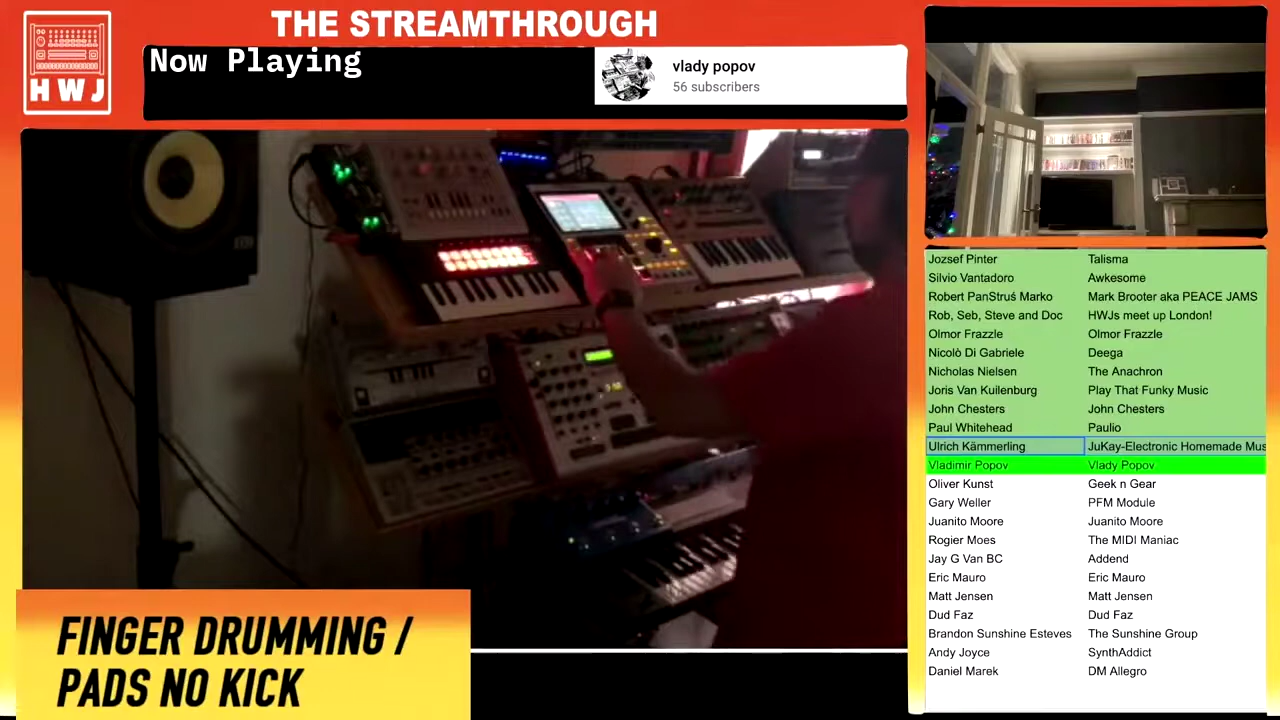 HWJ
THE STREAMTHROUGH
Now Playing
vlady popov
56 subscribers
Jozsef Pinter Talisma
Silvio Vantadoro Awkesome
Robert PanStruś Marko Mark Brooter aka PEACE JAMS
Rob, Seb, Steve and Doc HWJs meet up London!
Olmor Frazzle Olmor Frazzle
Nicolò Di Gabriele Deega
Nicholas Nielsen The Anachron
Joris Van Kuilenburg Play That Funky Music
John Chesters John Chesters
Paul Whitehead Paulio
Ulrich Kämmerling JuKay-Electronic Homemade Mus
Vladimir Popov Vlady Popov
Oliver Kunst Geek n Gear
Gary Weller PFM Module
Juanito Moore Juanito Moore
Rogier Moes The MIDI Maniac
Jay G Van BC Addend
Eric Mauro Eric Mauro
Matt Jensen Matt Jensen
Dud Faz Dud Faz
Brandon Sunshine Esteves The Sunshine Group
Andy Joyce SynthAddict
Daniel Marek DM Allegro
FINGER DRUMMING /
PADS NO KICK